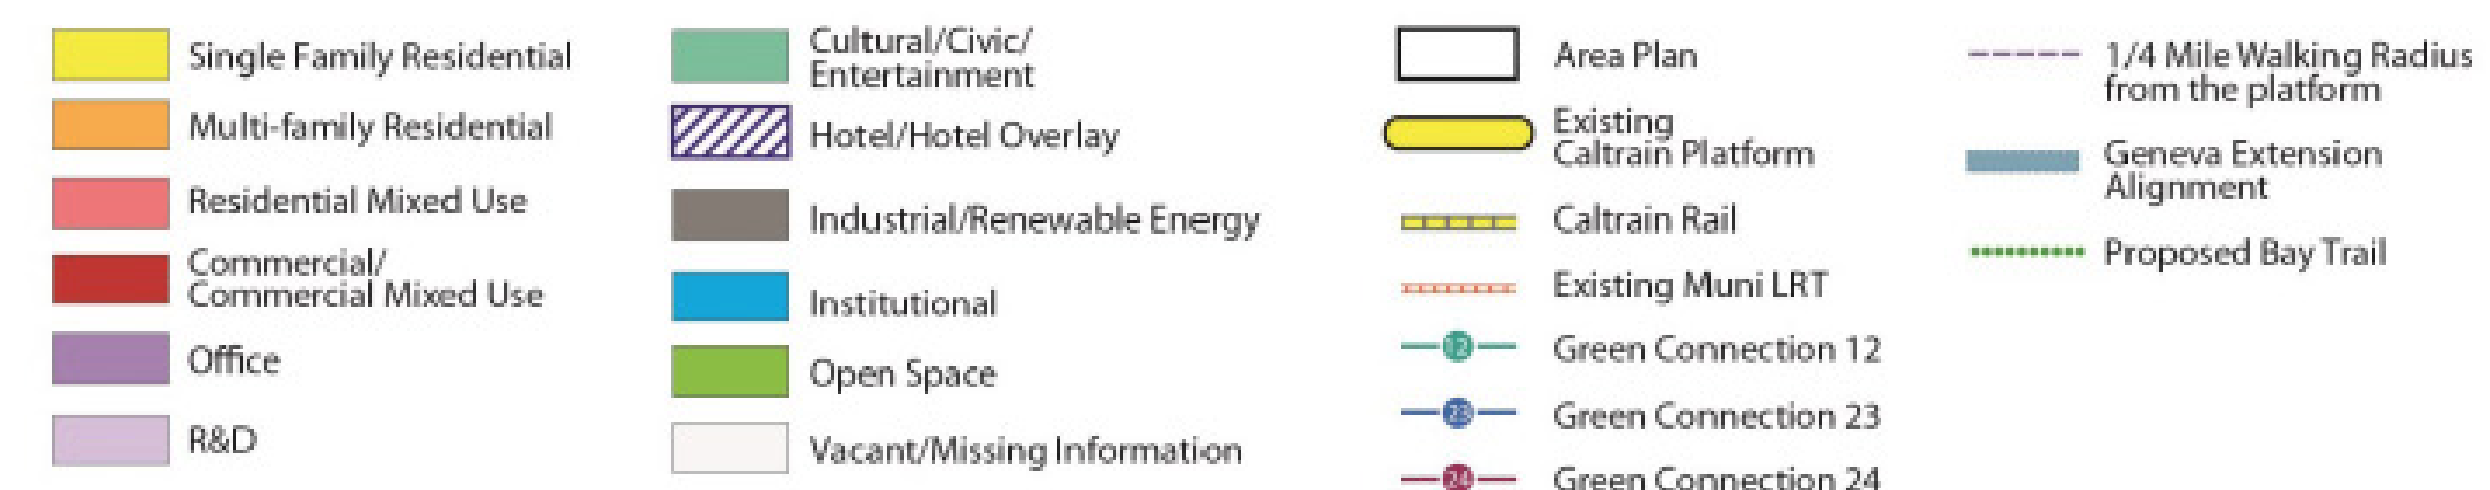 Single Family Residential
Multi-family Residential
Residential Mixed Use
Commercial/
Commercial Mixed Use
Office
R&D
Cultural/Civic/
Entertainment
Hotel/Hotel Overlay
Industrial/Renewable Energy
Institutional
Open Space
Vacant/Missing Information
Area Plan
Existing
Caltrain Platform
Caltrain Rail
Existing Muni LRT
12
Green Connection 12
23
Green Connection 23
24
Green Connection 24
1/4 Mile Walking Radius
from the platform
Geneva Extension
Alignment
Proposed Bay Trail